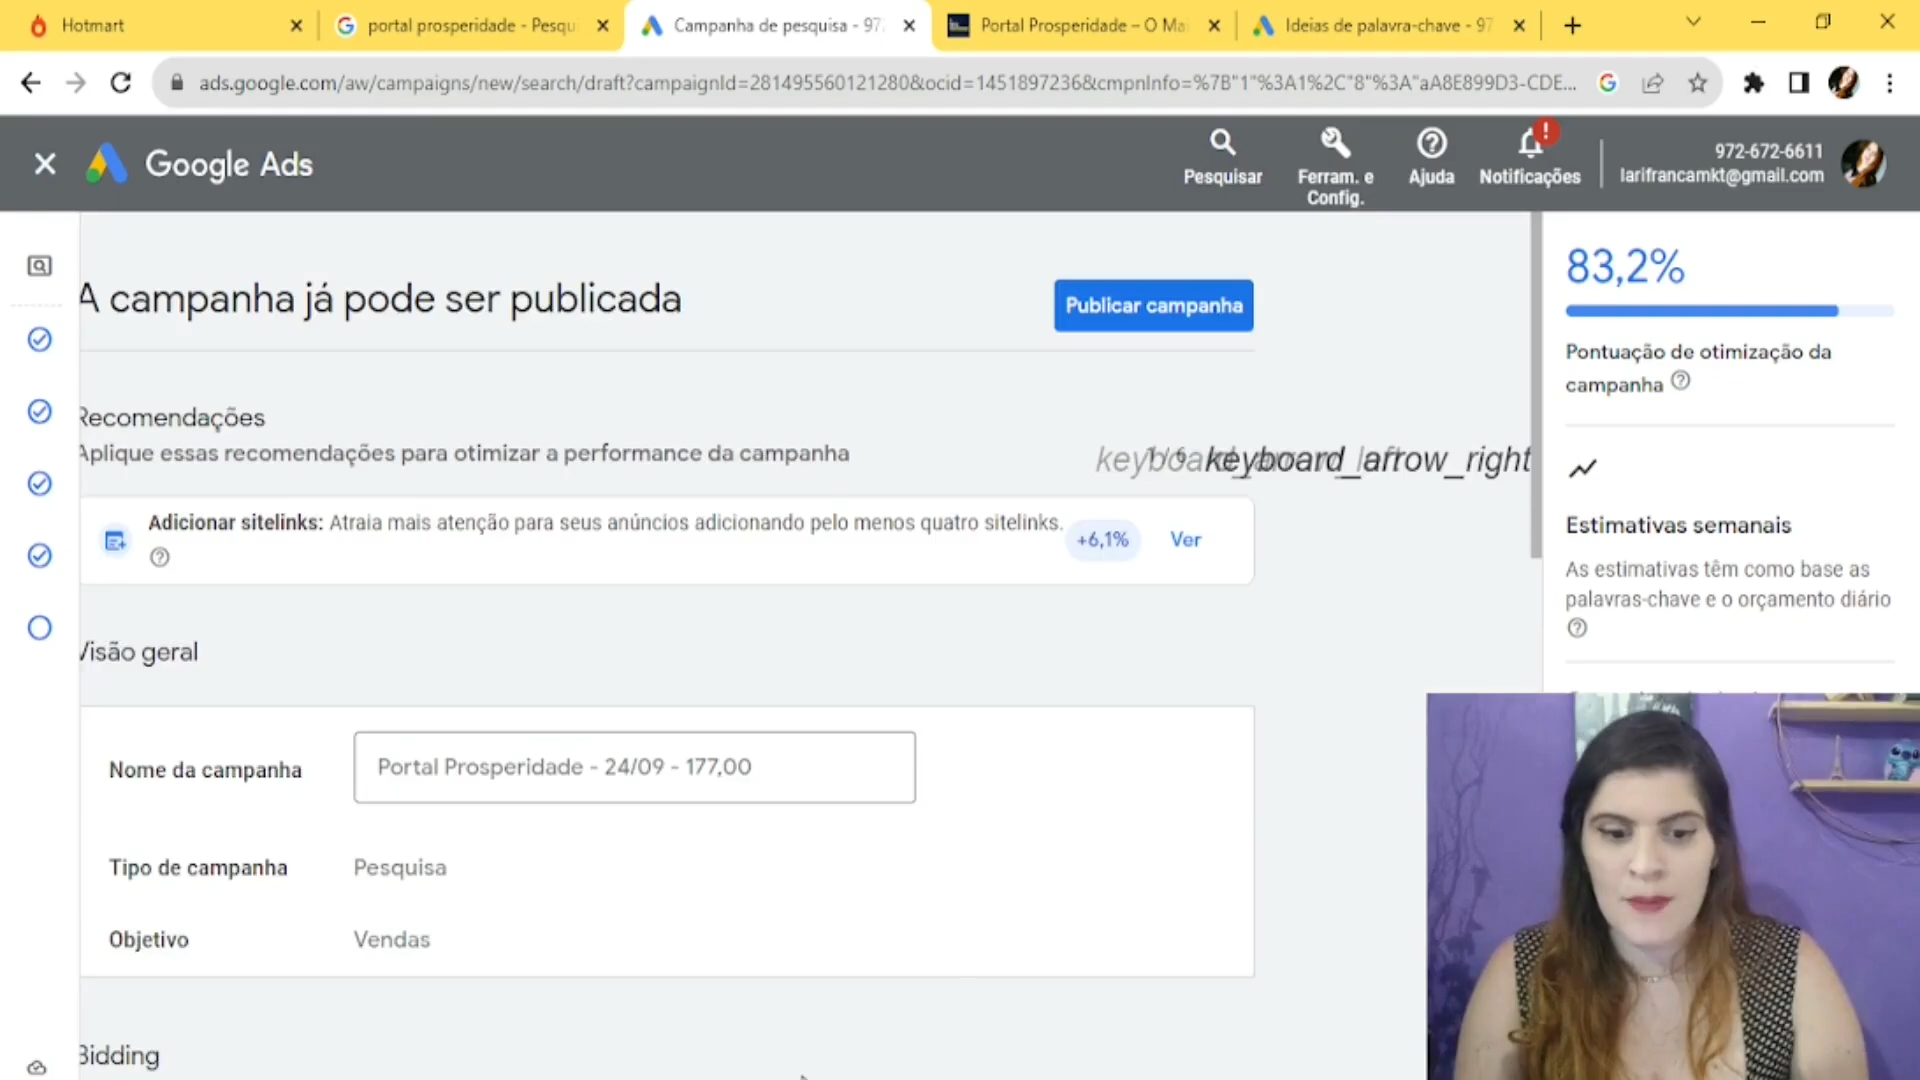 Hotmart
portal prosperidade - Pesqu
Campanha de pesquisa - 97
Portal Prosperidade – O Ma
Ideias de palavra-chave - 97
ads.google.com/aw/campaigns/new/search/draft?campaignId=281495560121280&ocid=1451897236&cmpnInfo=%7B"1"%3A1%2C"8"%3A"aA8E899D3-CDE...
Google Ads
Pesquisar
Ferram. e
Config.
Ajuda
Notificações
972-672-6611
larifrancamkt@gmail.com
A campanha já pode ser publicada
Publicar campanha
Recomendações
Aplique essas recomendações para otimizar a performance da campanha
keyboard_arrow_left
keyboard_arrow_right
Adicionar sitelinks: Atraia mais atenção para seus anúncios adicionando pelo menos quatro sitelinks.
+6,1%
Ver
Visão geral
Nome da campanha
Portal Prosperidade - 24/09 - 177,00
Tipo de campanha
Pesquisa
Objetivo
Vendas
Bidding
83,2%
Pontuação de otimização da
campanha
Estimativas semanais
As estimativas têm como base as
palavras-chave e o orçamento diário